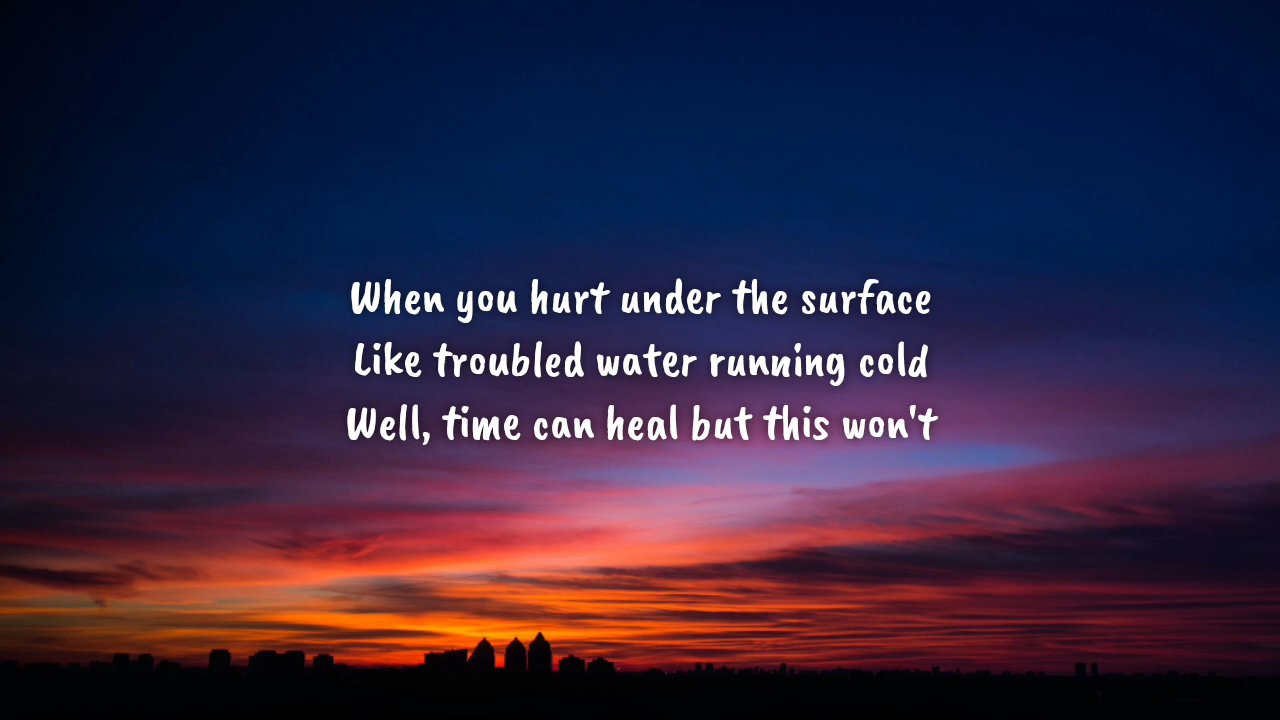 When you hurt under the surface
Like troubled water running cold
Well, time can heal but this won't